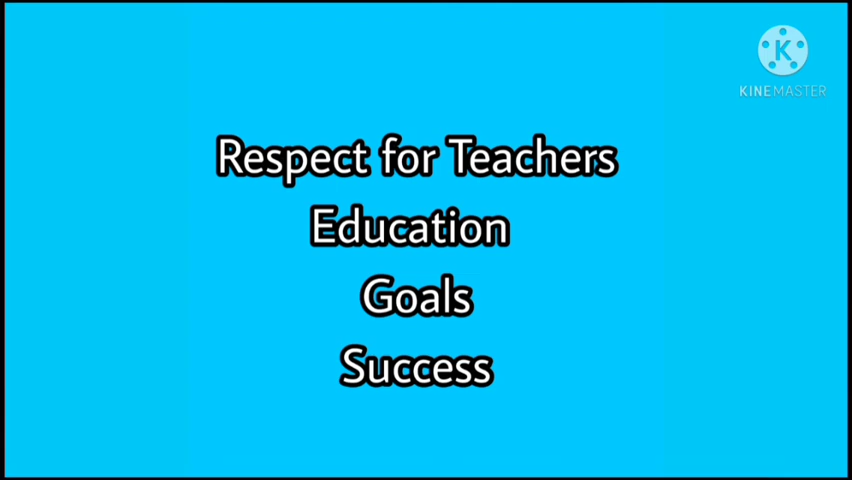 K
KINEMASTER
Respect for Teachers
Education
Goals
Success